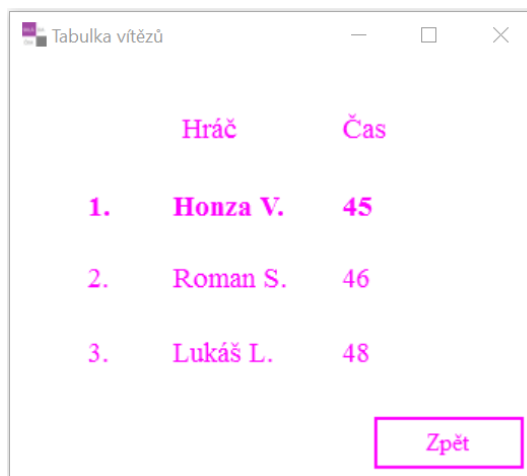 Tabulka vítězů
Hráč Čas
1. Honza V. 45
2. Roman S. 46
3. Lukáš L. 48
Zpět